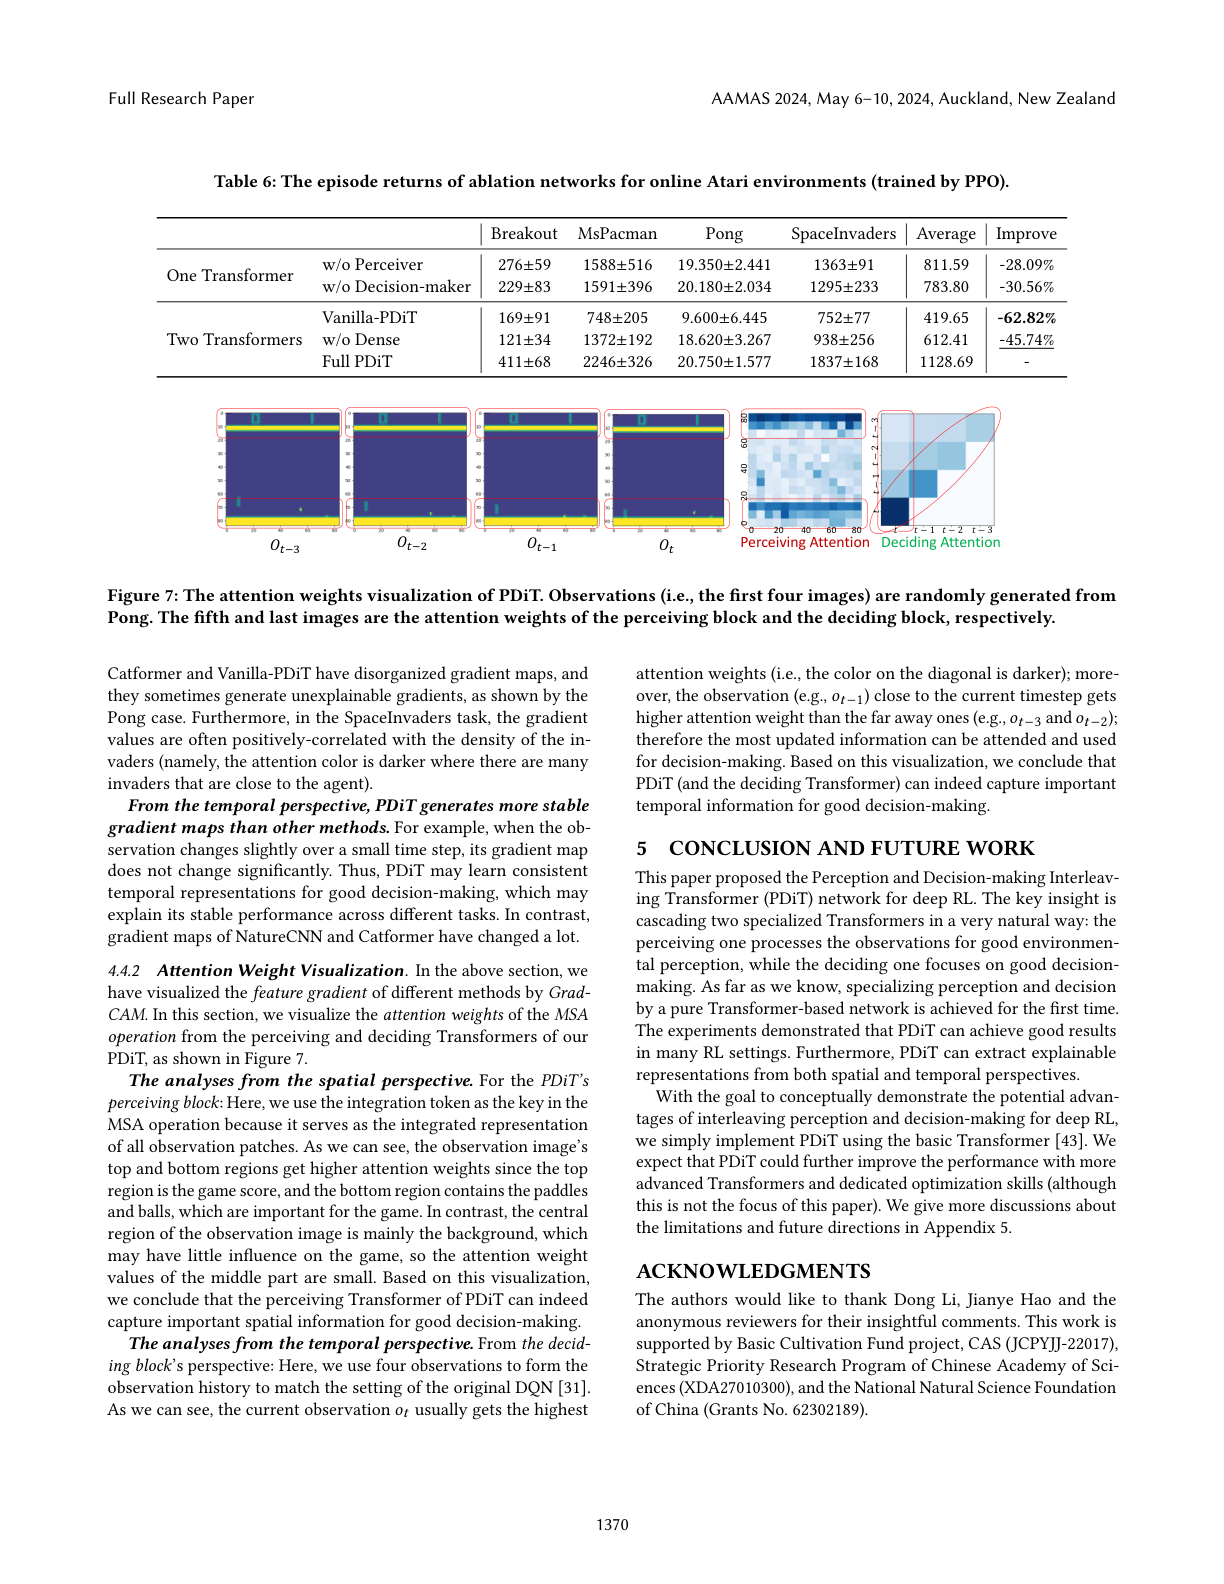 Full Research Paper
AAMAS 2024, May 6–10, 2024, Auckland, New Zealand
Table 6: The episode returns of ablation networks for online Atari environments (trained by PPO).
Breakout MsPacman Pong SpaceInvaders Average Improve
One Transformer
w/o Perceiver 276±59 1588±516 19.350±2.441 1363±91 811.59 -28.09%
w/o Decision-maker 229±83 1591±396 20.180±2.034 1295±233 783.80 -30.56%
Two Transformers
Vanilla-PDiT 169±91 748±205 9.600±6.445 752±77 419.65 -62.82%
w/o Dense 121±34 1372±192 18.620±3.267 938±256 612.41 -45.74%
Full PDiT 411±68 2246±326 20.750±1.577 1837±168 1128.69 -
80
60
40
20
0
0 20 40 60 80
t−3
t−2
t−1
t
t t−1 t−2 t−3
O_{t−3} O_{t−2} O_{t−1} O_t Perceiving Attention Deciding Attention
Figure 7: The attention weights visualization of PDiT. Observations (i.e., the first four images) are randomly generated from
Pong. The fifth and last images are the attention weights of the perceiving block and the deciding block, respectively.
Catformer and Vanilla-PDiT have disorganized gradient maps, and
they sometimes generate unexplainable gradients, as shown by the
Pong case. Furthermore, in the SpaceInvaders task, the gradient
values are often positively-correlated with the density of the in-
vaders (namely, the attention color is darker where there are many
invaders that are close to the agent).
From the temporal perspective, PDiT generates more stable
gradient maps than other methods. For example, when the ob-
servation changes slightly over a small time step, its gradient map
does not change significantly. Thus, PDiT may learn consistent
temporal representations for good decision-making, which may
explain its stable performance across different tasks. In contrast,
gradient maps of NatureCNN and Catformer have changed a lot.
4.4.2 Attention Weight Visualization. In the above section, we
have visualized the feature gradient of different methods by Grad-
CAM. In this section, we visualize the attention weights of the MSA
operation from the perceiving and deciding Transformers of our
PDiT, as shown in Figure 7.
The analyses from the spatial perspective. For the PDiT's
perceiving block: Here, we use the integration token as the key in the
MSA operation because it serves as the integrated representation
of all observation patches. As we can see, the observation image's
top and bottom regions get higher attention weights since the top
region is the game score, and the bottom region contains the paddles
and balls, which are important for the game. In contrast, the central
region of the observation image is mainly the background, which
may have little influence on the game, so the attention weight
values of the middle part are small. Based on this visualization,
we conclude that the perceiving Transformer of PDiT can indeed
capture important spatial information for good decision-making.
The analyses from the temporal perspective. From the decid-
ing block's perspective: Here, we use four observations to form the
observation history to match the setting of the original DQN [31].
As we can see, the current observation o_t usually gets the highest
attention weights (i.e., the color on the diagonal is darker); more-
over, the observation (e.g., o_{t−1}) close to the current timestep gets
higher attention weight than the far away ones (e.g., o_{t−3} and o_{t−2});
therefore the most updated information can be attended and used
for decision-making. Based on this visualization, we conclude that
PDiT (and the deciding Transformer) can indeed capture important
temporal information for good decision-making.
5 CONCLUSION AND FUTURE WORK
This paper proposed the Perception and Decision-making Interleav-
ing Transformer (PDiT) network for deep RL. The key insight is
cascading two specialized Transformers in a very natural way: the
perceiving one processes the observations for good environmen-
tal perception, while the deciding one focuses on good decision-
making. As far as we know, specializing perception and decision
by a pure Transformer-based network is achieved for the first time.
The experiments demonstrated that PDiT can achieve good results
in many RL settings. Furthermore, PDiT can extract explainable
representations from both spatial and temporal perspectives.
With the goal to conceptually demonstrate the potential advan-
tages of interleaving perception and decision-making for deep RL,
we simply implement PDiT using the basic Transformer [43]. We
expect that PDiT could further improve the performance with more
advanced Transformers and dedicated optimization skills (although
this is not the focus of this paper). We give more discussions about
the limitations and future directions in Appendix 5.
ACKNOWLEDGMENTS
The authors would like to thank Dong Li, Jianye Hao and the
anonymous reviewers for their insightful comments. This work is
supported by Basic Cultivation Fund project, CAS (JCPYJJ-22017),
Strategic Priority Research Program of Chinese Academy of Sci-
ences (XDA27010300), and the National Natural Science Foundation
of China (Grants No. 62302189).
1370